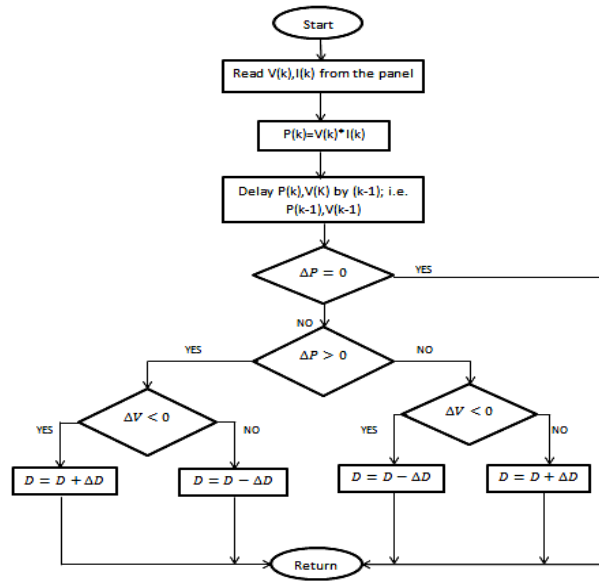 Start
Read V(k),I(k) from the panel
P(k)=V(k)*I(k)
Delay P(k),V(K) by (k-1); i.e.
P(k-1),V(k-1)
ΔP = 0
YES
NO
ΔP > 0
YES
NO
ΔV < 0
YES
NO
ΔV < 0
YES
NO
D = D + ΔD
D = D − ΔD
D = D − ΔD
D = D + ΔD
Return